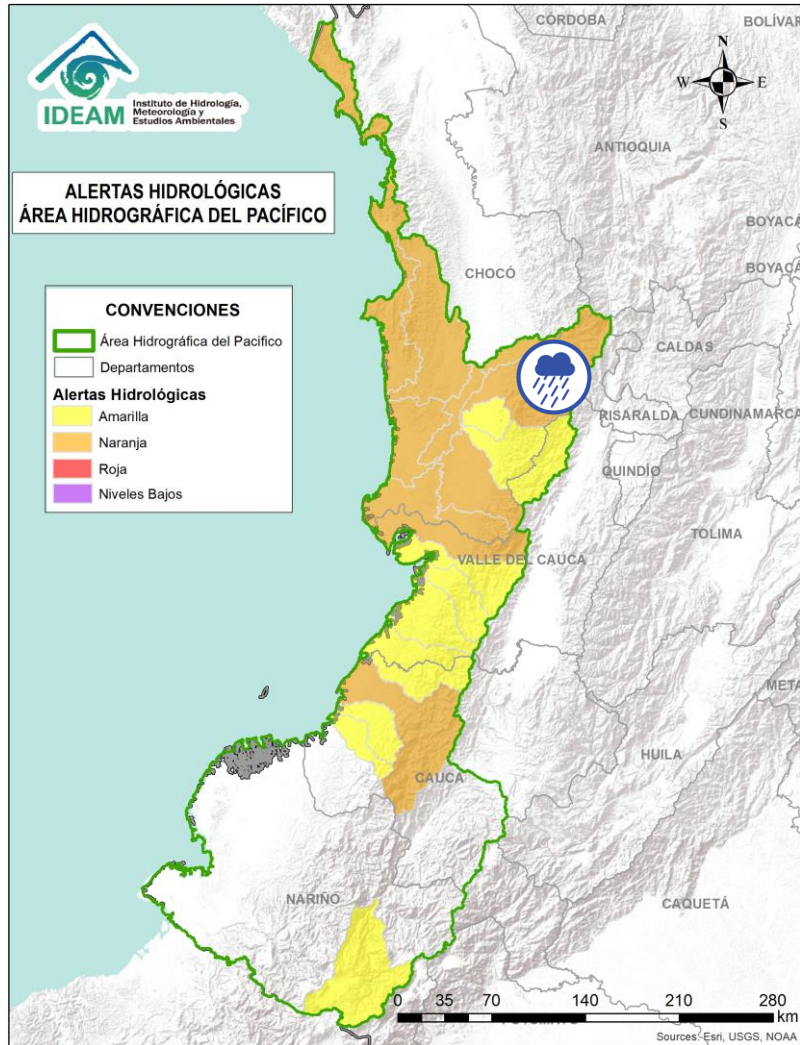 IDEAM
Instituto de Hidrología,
Meteorología y
Estudios Ambientales
ALERTAS HIDROLÓGICAS
ÁREA HIDROGRÁFICA DEL PACÍFICO
CONVENCIONES
Área Hidrográfica del Pacifico
Departamentos
Alertas Hidrológicas
Amarilla
Naranja
Roja
Niveles Bajos
N
W E
S
CÓRDOBA
BOLÍVAR
ANTIOQUIA
BOYACÁ
BOYACÁ
CHOCÓ
CALDAS
RISARALDA
CUNDINAMARCA
QUINDÍO
TOLIMA
VALLE DEL CAUCA
META
HUILA
CAUCA
NARIÑO
CAQUETÁ
0 35 70 140 210 280
km
Sources: Esri, USGS, NOAA